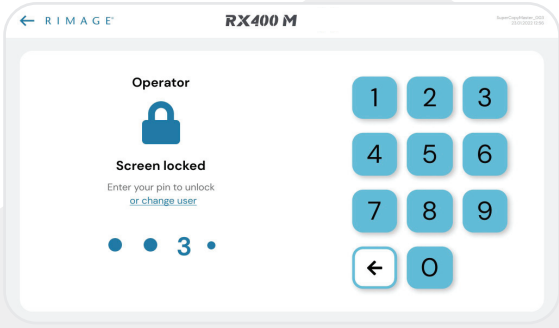 ← RIMAGE®
RX400 M
Operator
Screen locked
Enter your pin to unlock
or change user
3
1 2 3
4 5 6
7 8 9
← 0